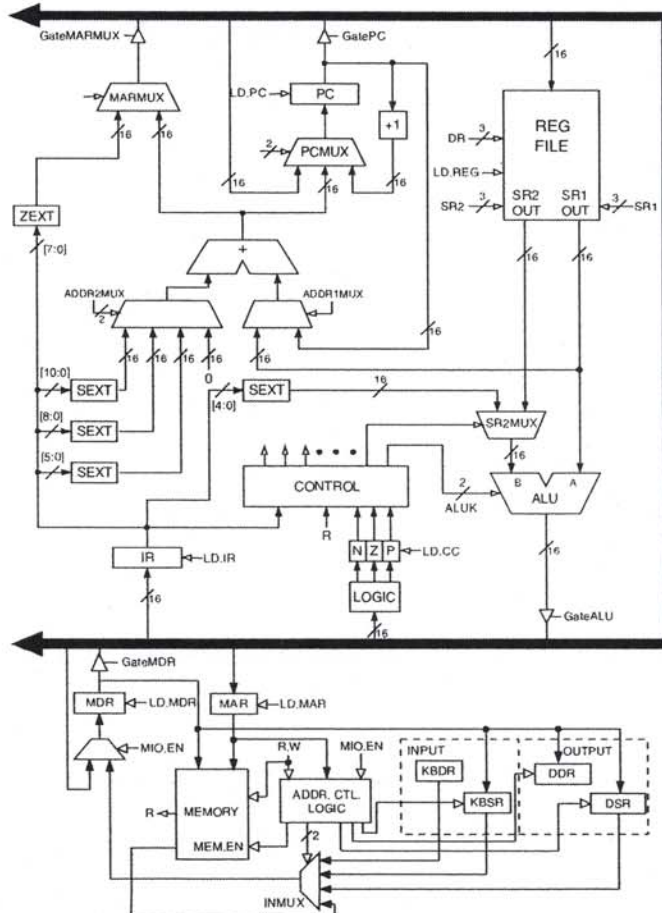 GateMARMUX
GatePC
16
MARMUX
LD.PC
PC
+1
REG
FILE
DR
3
LD.REG
SR2
3
SR2
OUT
SR1
OUT
3
SR1
2
PCMUX
16
16
16
16
16
ZEXT
[7:0]
+
16
16
ADDR2MUX
2
ADDR1MUX
16
16
16
16
16
16
0
[10:0]
SEXT
[4:0]
SEXT
16
[8:0]
SEXT
SR2MUX
[5:0]
SEXT
16
CONTROL
2
ALUK
B
A
ALU
R
IR
LD.IR
N
Z
P
LD.CC
16
LOGIC
16
16
GateALU
GateMDR
MDR
LD.MDR
MAR
LD.MAR
MIO.EN
R.W
MIO.EN
INPUT
OUTPUT
KBDR
DDR
R
MEMORY
ADDR. CTL.
LOGIC
KBSR
DSR
MEM.EN
2
INMUX